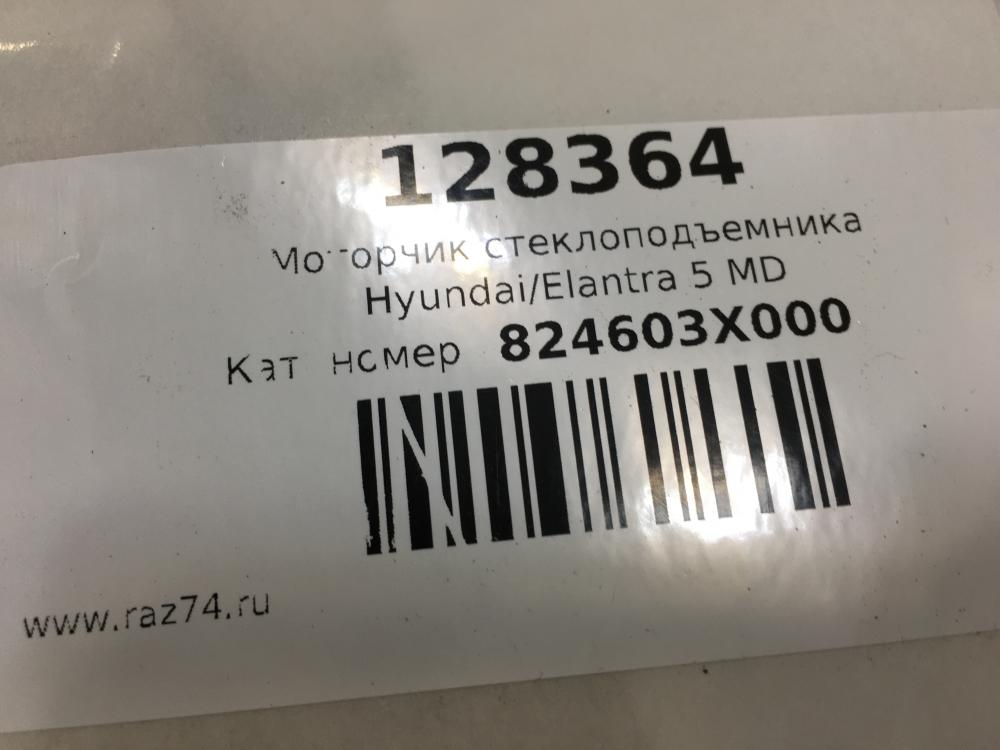 128364
Моторчик стеклоподъемника
Hyundai/Elantra 5 MD
Кат номер 824603X000
www.raz74.ru